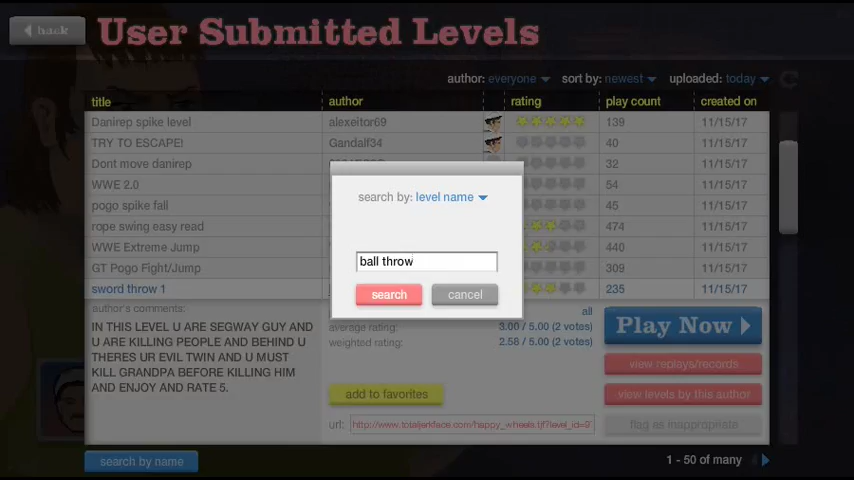 back
User Submitted Levels
author: everyone sort by: newest uploaded: today
title author rating play count created on
Danirep spike level alexeitor69 139 11/15/17
TRY TO ESCAPE! Gandalf34 40 11/15/17
Dont move danirep 32 11/15/17
WWE 2.0 54 11/15/17
pogo spike fall 45 11/15/17
rope swing easy read 474 11/15/17
WWE Extreme Jump 440 11/15/17
GT Pogo Fight/Jump 309 11/15/17
sword throw 1 235 11/15/17
search by: level name
ball throw
search cancel
author's comments:
IN THIS LEVEL U ARE SEGWAY GUY AND
U ARE KILLING PEOPLE AND BEHIND U
THERES UR EVIL TWIN AND U MUST
KILL GRANDPA BEFORE KILLING HIM
AND ENJOY AND RATE 5.
all
average rating: 3.00 / 5.00 (2 votes)
weighted rating: 2.58 / 5.00 (2 votes)
add to favorites
url: http://www.totaljerkface.com/happy_wheels.tjf?level_id=9
Play Now
view replays/records
view levels by this author
flag as inappropriate
search by name
1 - 50 of many